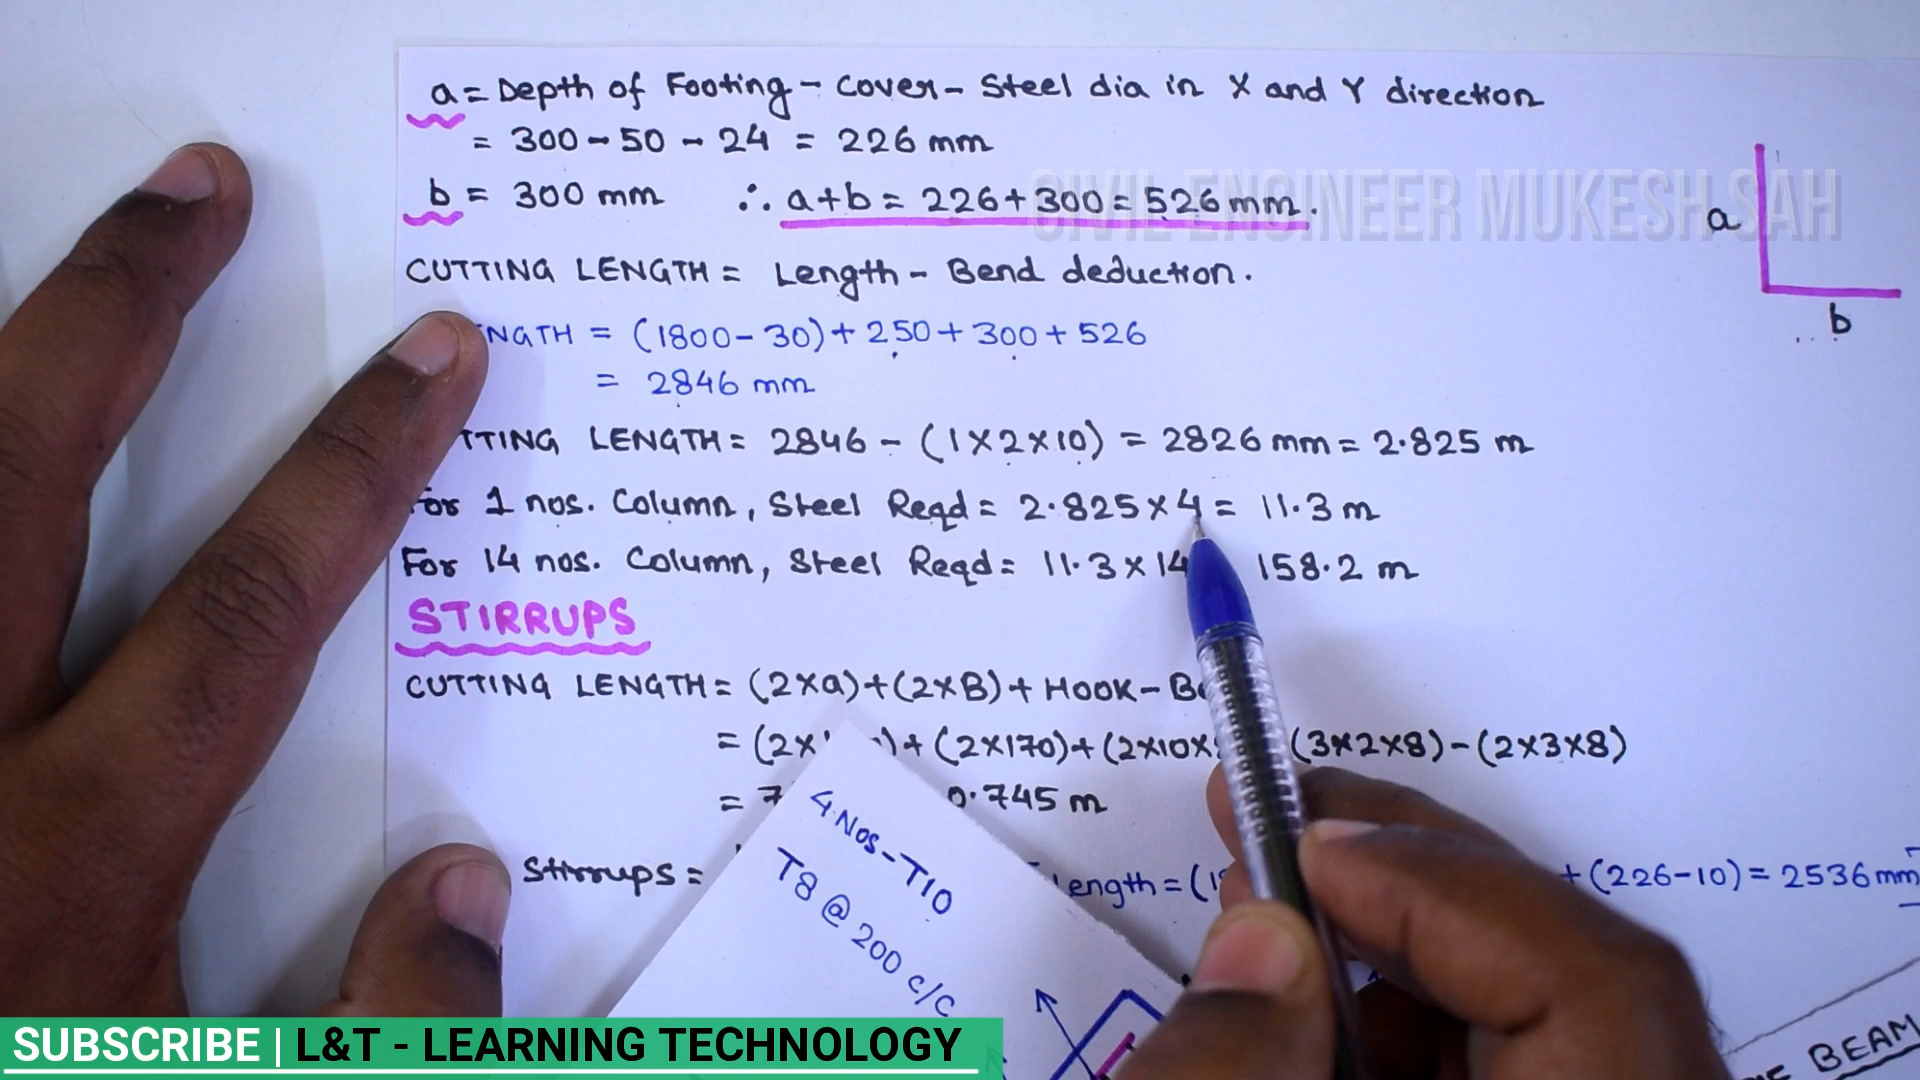 a = Depth of Footing - Cover - Steel dia in X and Y direction
= 300 - 50 - 24 = 226 mm
b = 300 mm ∴ a+b = 226+300 = 526 mm.
CIVIL ENGINEER MUKESH SAH
a
b
CUTTING LENGTH = Length - Bend deduction.
NGTH = (1800-30)+250+300+526
= 2846 mm
TTING LENGTH = 2846 - (1×2×10) = 2826 mm = 2.825 m
For 1 nos. Column, Steel Reqd = 2.825×4 = 11.3 m
For 14 nos. Column, Steel Reqd = 11.3×14 158.2 m
STIRRUPS
CUTTING LENGTH = (2×a)+(2×B)+HOOK-B
= (2× )+(2×170)+(2×10× (3×2×8)-(2×3×8)
= 7 0.745 m
Stirrups = Length = (1 +(226-10) = 2536 mm
4 Nos-T10
T8 @ 200 c/c
BEAM
SUBSCRIBE | L&T - LEARNING TECHNOLOGY